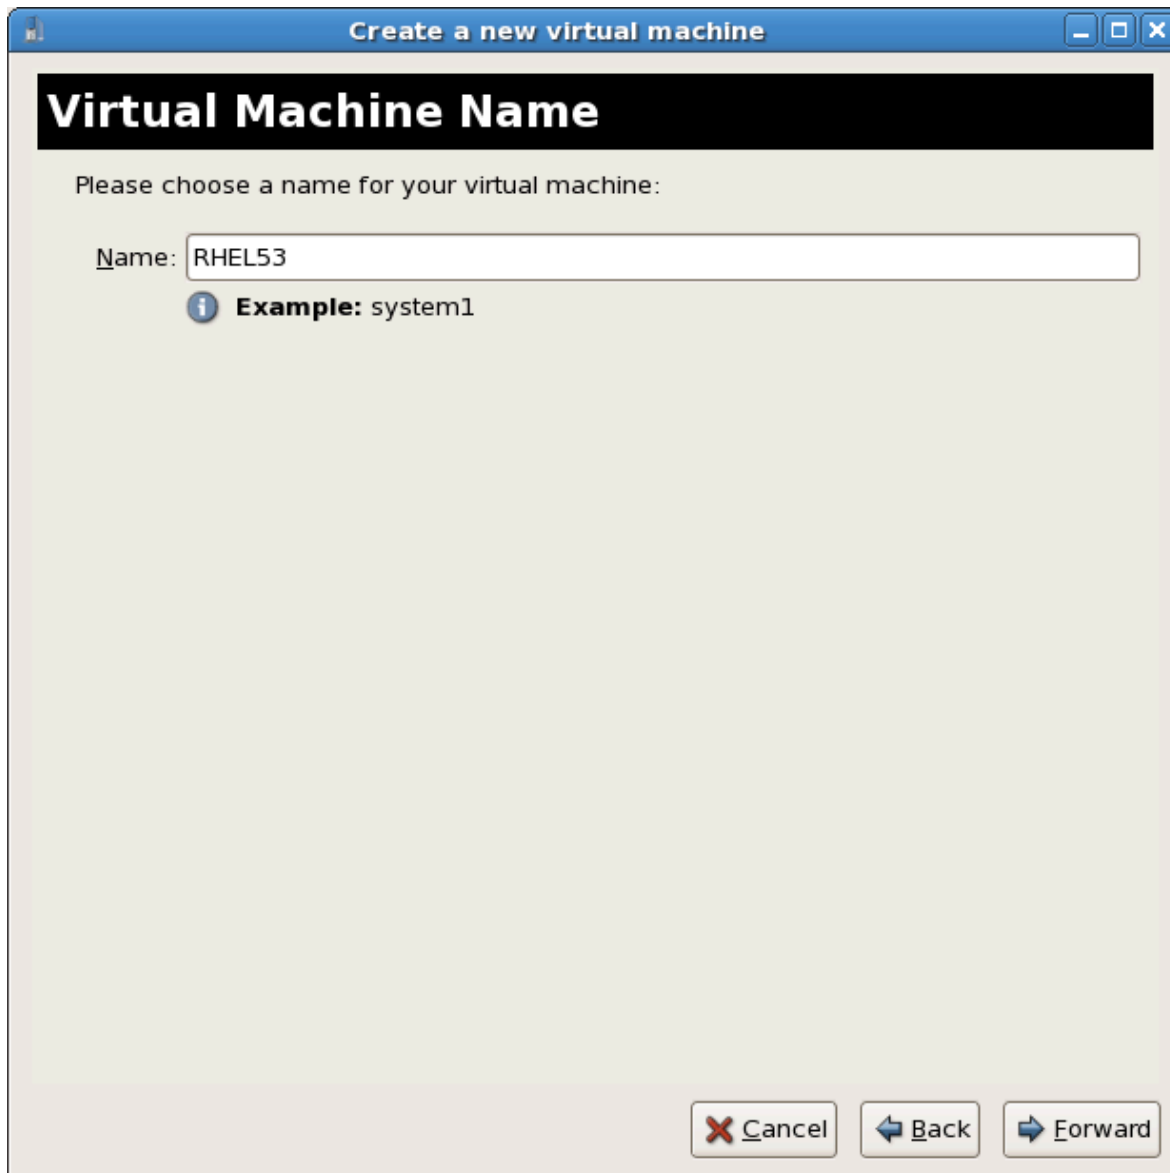 Create a new virtual machine
Virtual Machine Name
Please choose a name for your virtual machine:
Name: RHEL53
Example: system1
Cancel Back Forward